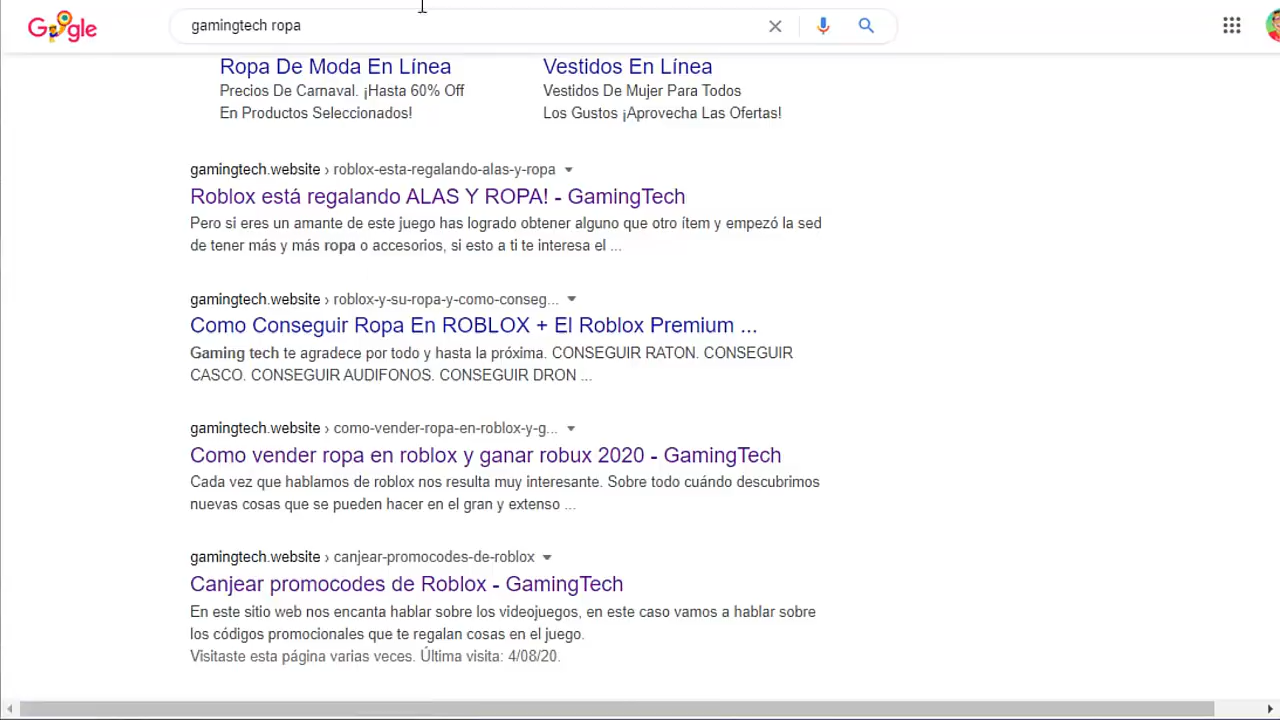 Google
gamingtech ropa
Ropa De Moda En Línea
Precios De Carnaval. ¡Hasta 60% Off
En Productos Seleccionados!
Vestidos En Línea
Vestidos De Mujer Para Todos
Los Gustos ¡Aprovecha Las Ofertas!
gamingtech.website › roblox-esta-regalando-alas-y-ropa
Roblox está regalando ALAS Y ROPA! - GamingTech
Pero si eres un amante de este juego has logrado obtener alguno que otro ítem y empezó la sed
de tener más y más ropa o accesorios, si esto a ti te interesa el ...
gamingtech.website › roblox-y-su-ropa-y-como-conseg...
Como Conseguir Ropa En ROBLOX + El Roblox Premium ...
Gaming tech te agradece por todo y hasta la próxima. CONSEGUIR RATON. CONSEGUIR
CASCO. CONSEGUIR AUDIFONOS. CONSEGUIR DRON ...
gamingtech.website › como-vender-ropa-en-roblox-y-g...
Como vender ropa en roblox y ganar robux 2020 - GamingTech
Cada vez que hablamos de roblox nos resulta muy interesante. Sobre todo cuándo descubrimos
nuevas cosas que se pueden hacer en el gran y extenso ...
gamingtech.website › canjear-promocodes-de-roblox
Canjear promocodes de Roblox - GamingTech
En este sitio web nos encanta hablar sobre los videojuegos, en este caso vamos a hablar sobre
los códigos promocionales que te regalan cosas en el juego.
Visitaste esta página varias veces. Última visita: 4/08/20.